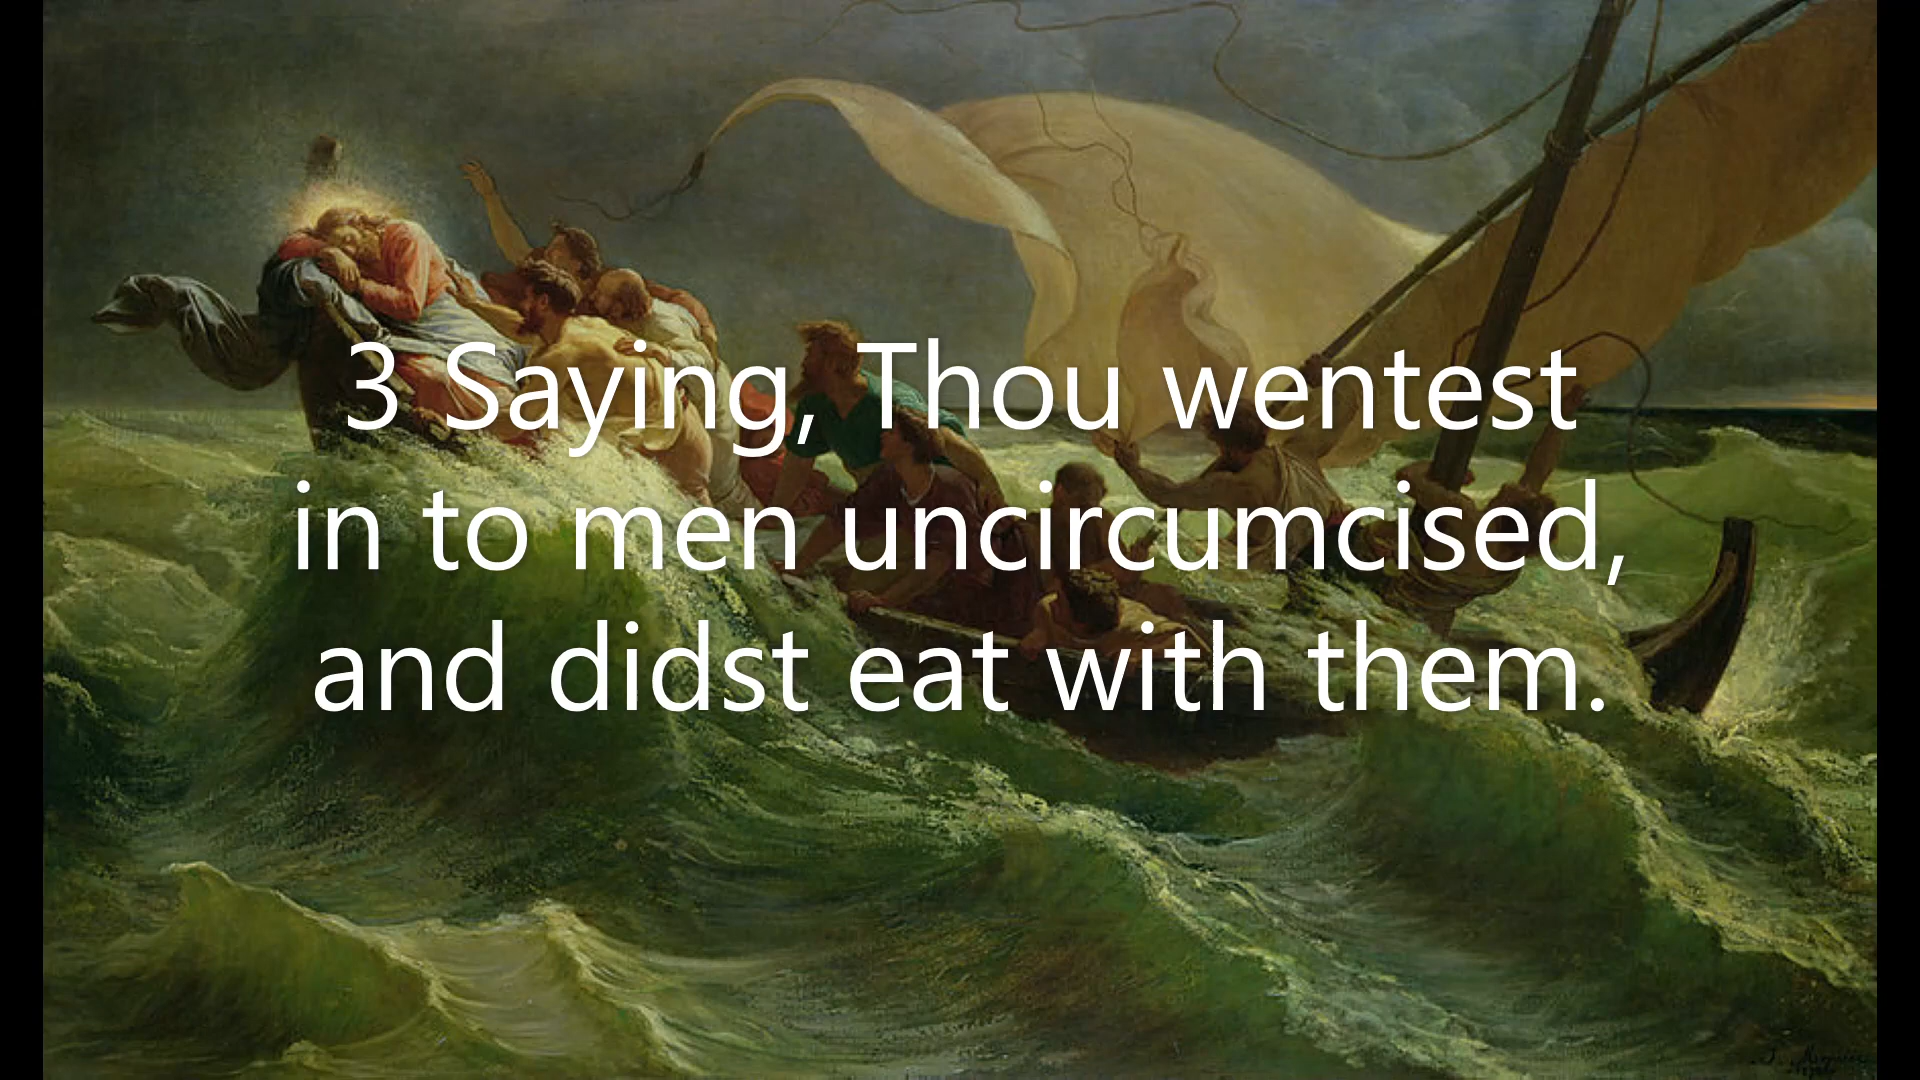 3 Saying, Thou wentest
in to men uncircumcised,
and didst eat with them.